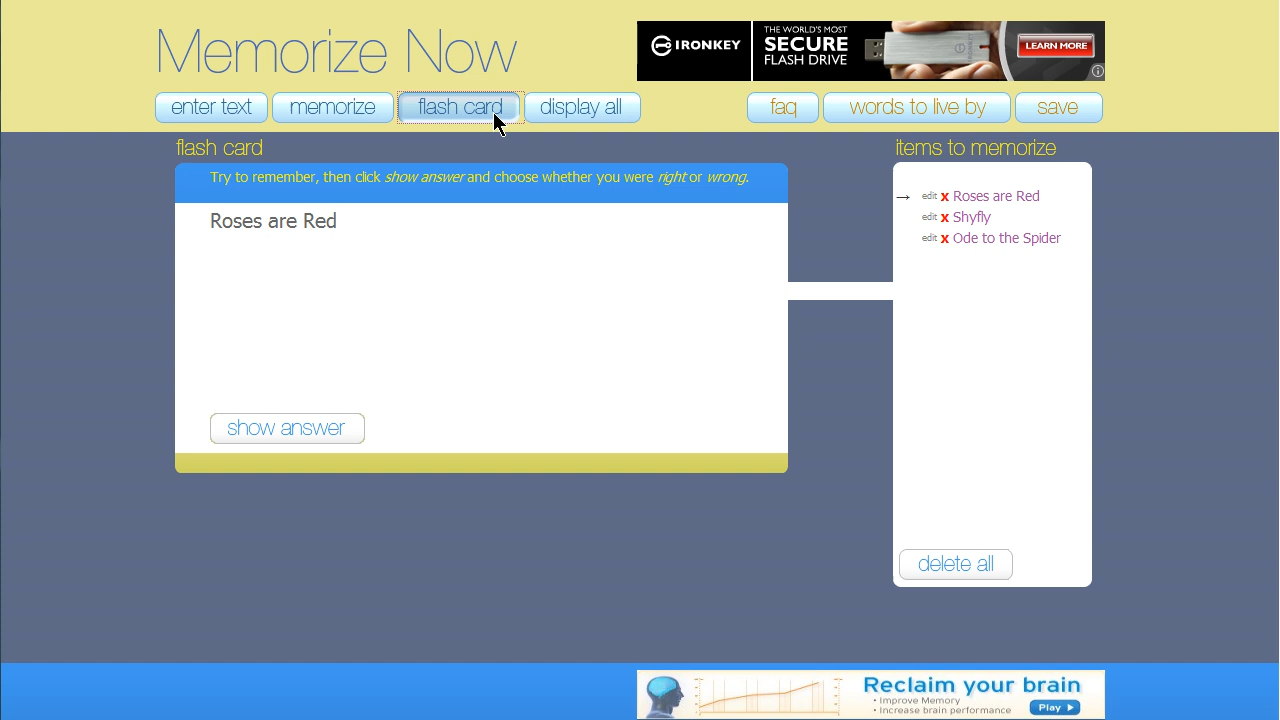 Memorize Now
IRONKEY
THE WORLD'S MOST
SECURE
FLASH DRIVE
LEARN MORE
enter text
memorize
flash card
display all
faq
words to live by
save
flash card
Try to remember, then click show answer and choose whether you were right or wrong.
Roses are Red
show answer
items to memorize
→ edit x Roses are Red
edit x Shyfly
edit x Ode to the Spider
delete all
Reclaim your brain
• Improve Memory
• Increase brain performance
Play